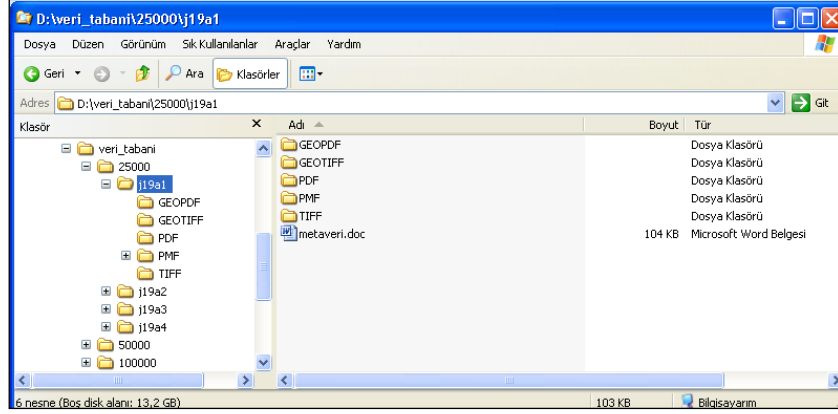 D:\veri_tabani\25000\j19a1
Dosya Düzen Görünüm Sık Kullanılanlar Araçlar Yardım
Geri Ara Klasörler
Adres D:\veri_tabani\25000\j19a1 Git
Klasör x Adı Boyut Tür
veri_tabani
25000
j19a1
GEOPDF
GEOTIFF
PDF
PMF
TIFF
j19a2
j19a3
j19a4
50000
100000
GEOPDF Dosya Klasörü
GEOTIFF Dosya Klasörü
PDF Dosya Klasörü
PMF Dosya Klasörü
TIFF Dosya Klasörü
metaveri.doc 104 KB Microsoft Word Belgesi
6 nesne (Boş disk alanı: 13,2 GB) 103 KB Bilgisayarım